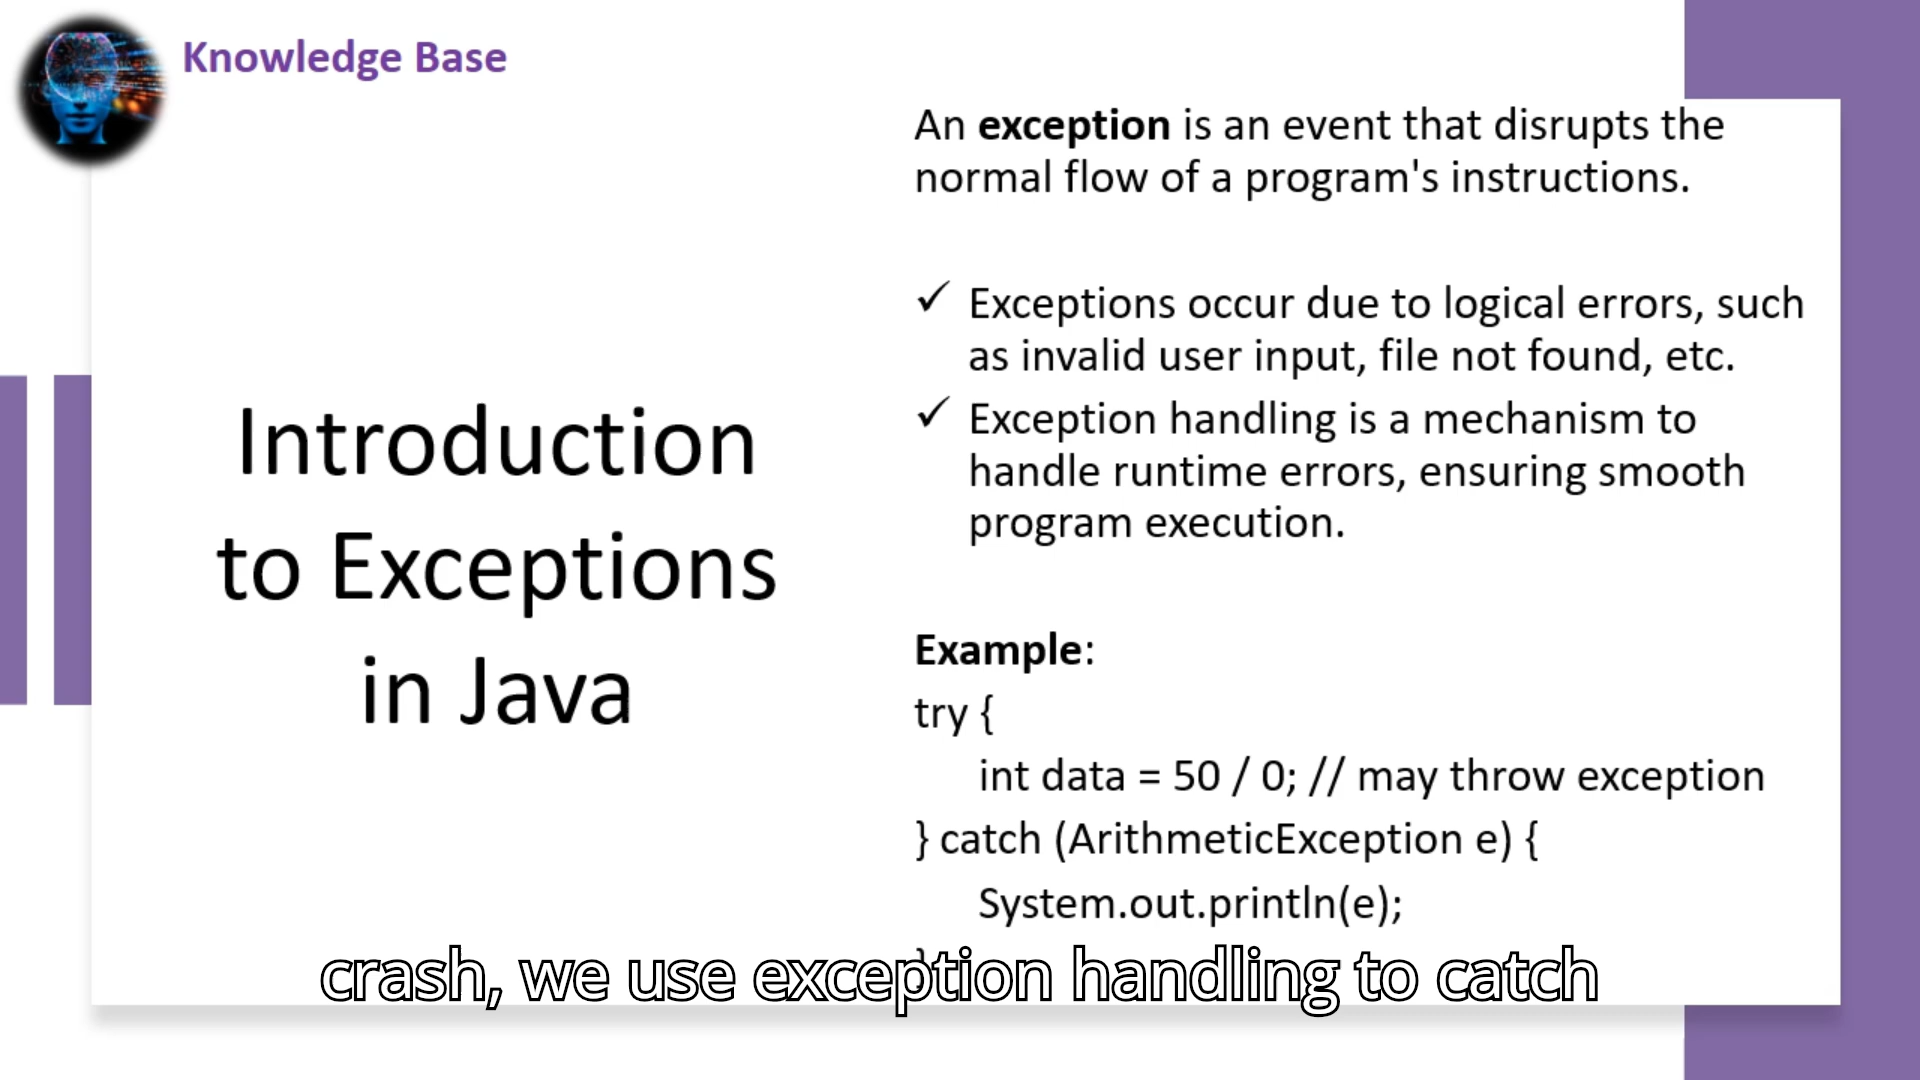 Knowledge Base
Introduction
to Exceptions
in Java
An exception is an event that disrupts the
normal flow of a program's instructions.
✓ Exceptions occur due to logical errors, such
as invalid user input, file not found, etc.
✓ Exception handling is a mechanism to
handle runtime errors, ensuring smooth
program execution.
Example:
try {
int data = 50 / 0; // may throw exception
} catch (ArithmeticException e) {
System.out.println(e);
}
crash, we use exception handling to catch